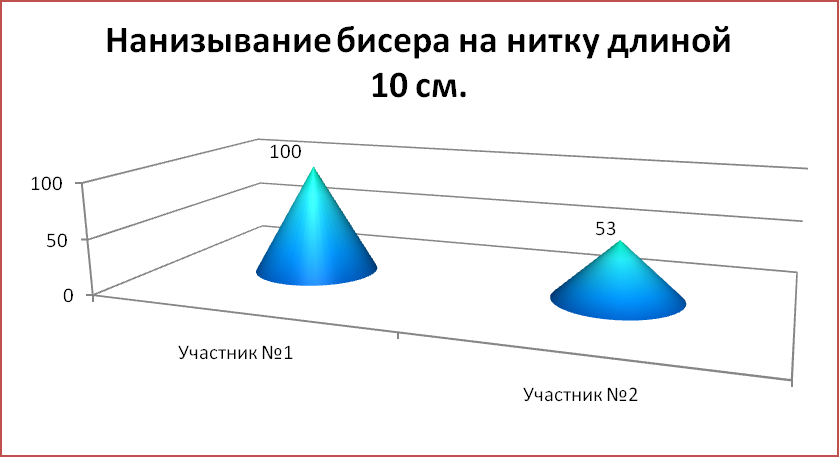 Нанизывание бисера на нитку длиной
10 см.
100
100
53
50
0
Участник №1
Участник №2